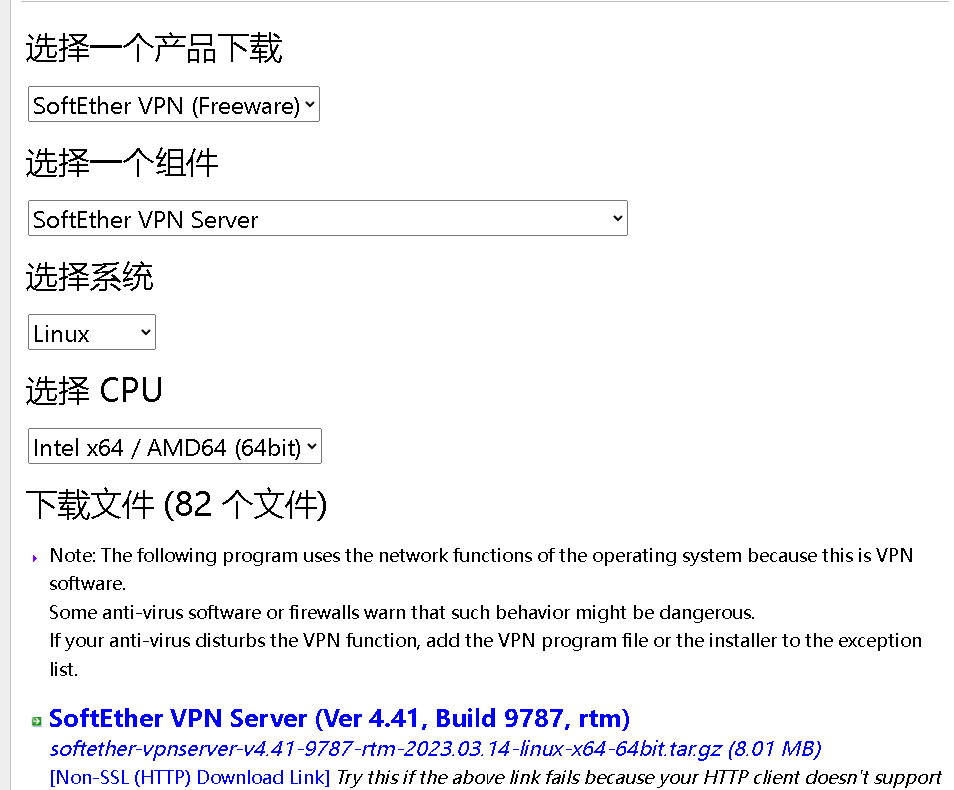 选择一个产品下载
SoftEther VPN (Freeware)
选择一个组件
SoftEther VPN Server
选择系统
Linux
选择 CPU
Intel x64 / AMD64 (64bit)
下载文件 (82 个文件)
Note: The following program uses the network functions of the operating system because this is VPN
software.
Some anti-virus software or firewalls warn that such behavior might be dangerous.
If your anti-virus disturbs the VPN function, add the VPN program file or the installer to the exception
list.
SoftEther VPN Server (Ver 4.41, Build 9787, rtm)
softether-vpnserver-v4.41-9787-rtm-2023.03.14-linux-x64-64bit.tar.gz (8.01 MB)
[Non-SSL (HTTP) Download Link] Try this if the above link fails because your HTTP client doesn't support